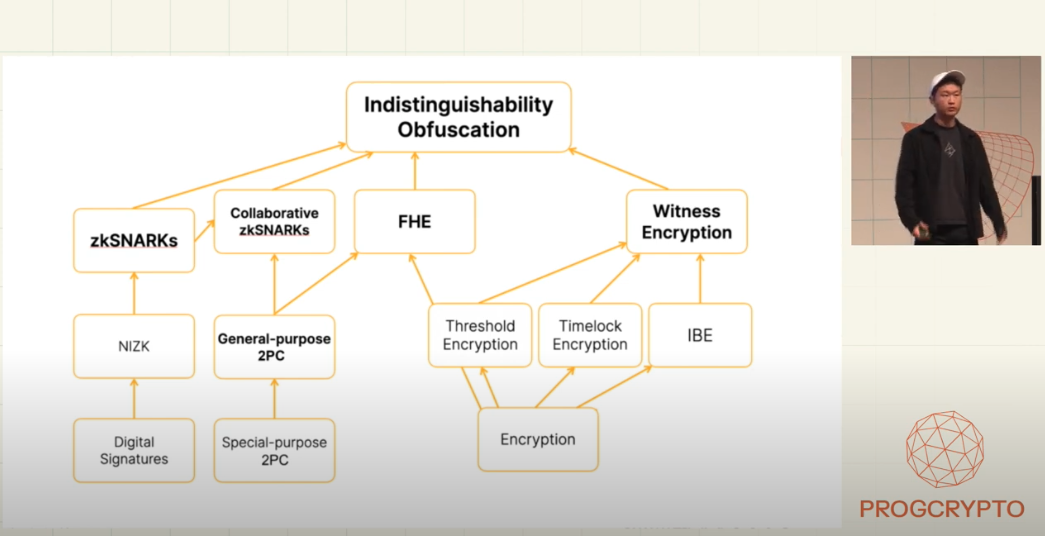 Indistinguishability
Obfuscation
zkSNARKs
Collaborative
zkSNARKs
FHE
Witness
Encryption
NIZK
General-purpose
2PC
Threshold
Encryption
Timelock
Encryption
IBE
Digital
Signatures
Special-purpose
2PC
Encryption
PROGCRYPTO